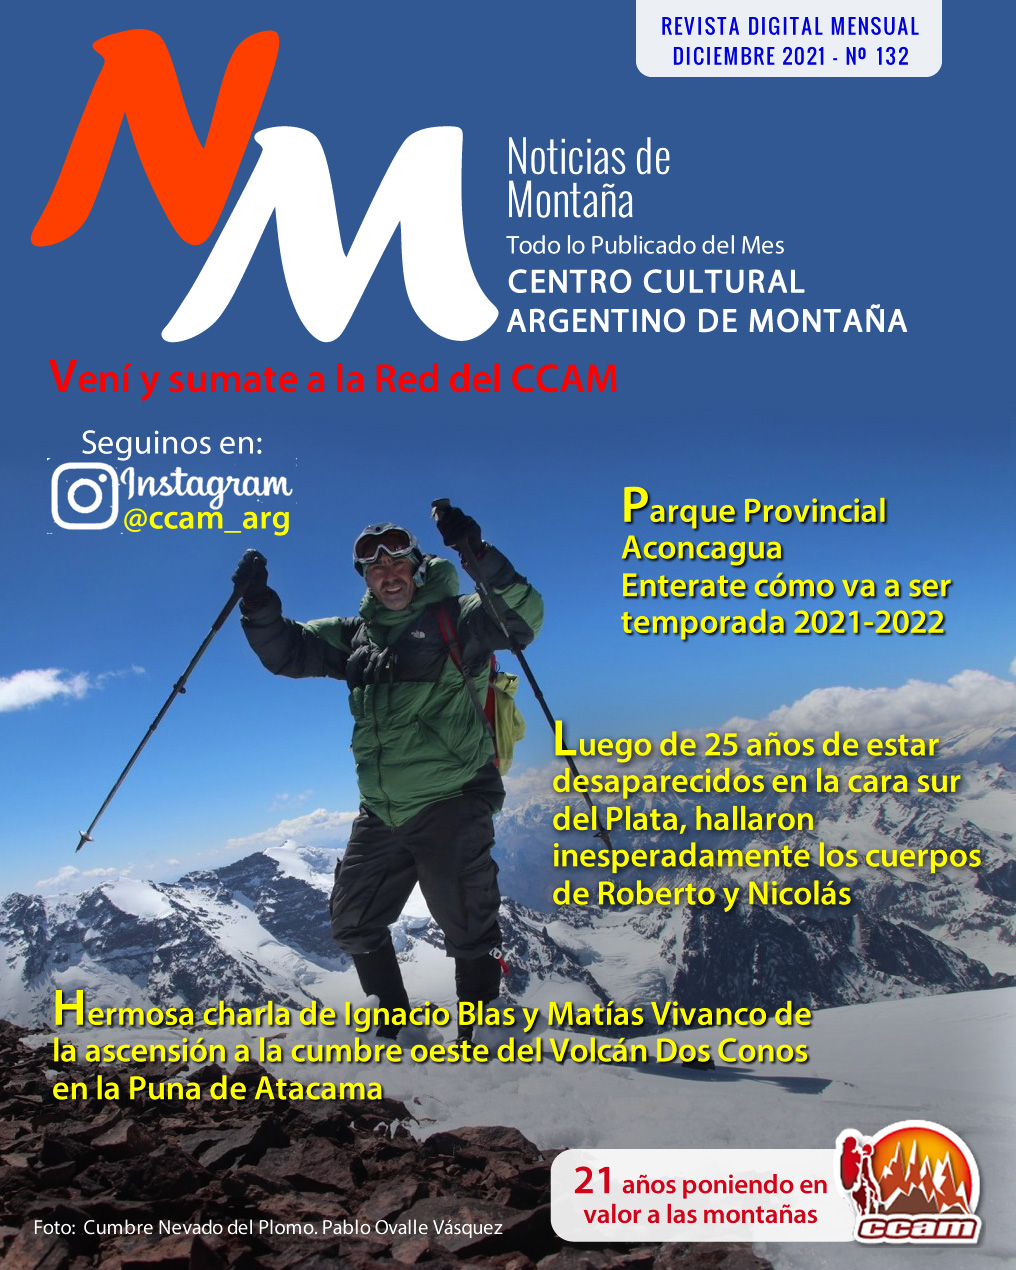 REVISTA DIGITAL MENSUAL
DICIEMBRE 2021 - Nº 132
NM
Noticias de
Montaña
Todo lo Publicado del Mes
CENTRO CULTURAL
ARGENTINO DE MONTAÑA
Vení y sumate a la Red del CCAM
Seguinos en:
Instagram
@ccam_arg
Parque Provincial
Aconcagua
Enterate cómo va a ser
temporada 2021-2022
Luego de 25 años de estar
desaparecidos en la cara sur
del Plata, hallaron
inesperadamente los cuerpos
de Roberto y Nicolás
Hermosa charla de Ignacio Blas y Matías Vivanco de
la ascensión a la cumbre oeste del Volcán Dos Conos
en la Puna de Atacama
21 años poniendo en
valor a las montañas
ccam
Foto: Cumbre Nevado del Plomo. Pablo Ovalle Vásquez